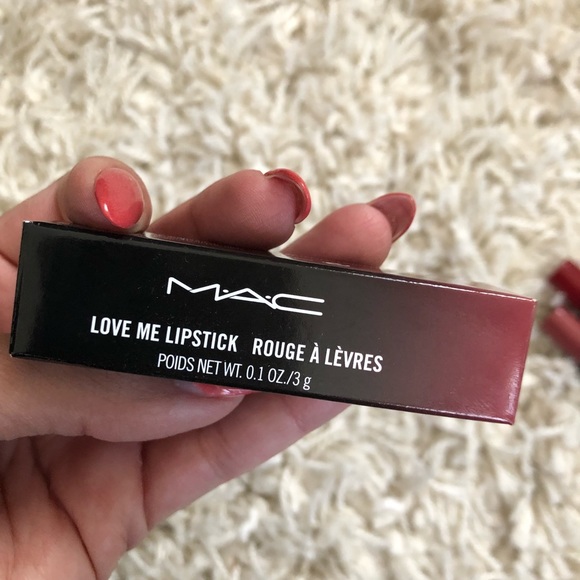 M·A·C
LOVE ME LIPSTICK ROUGE À LÈVRES
POIDS NET WT. 0.1 OZ./3 g